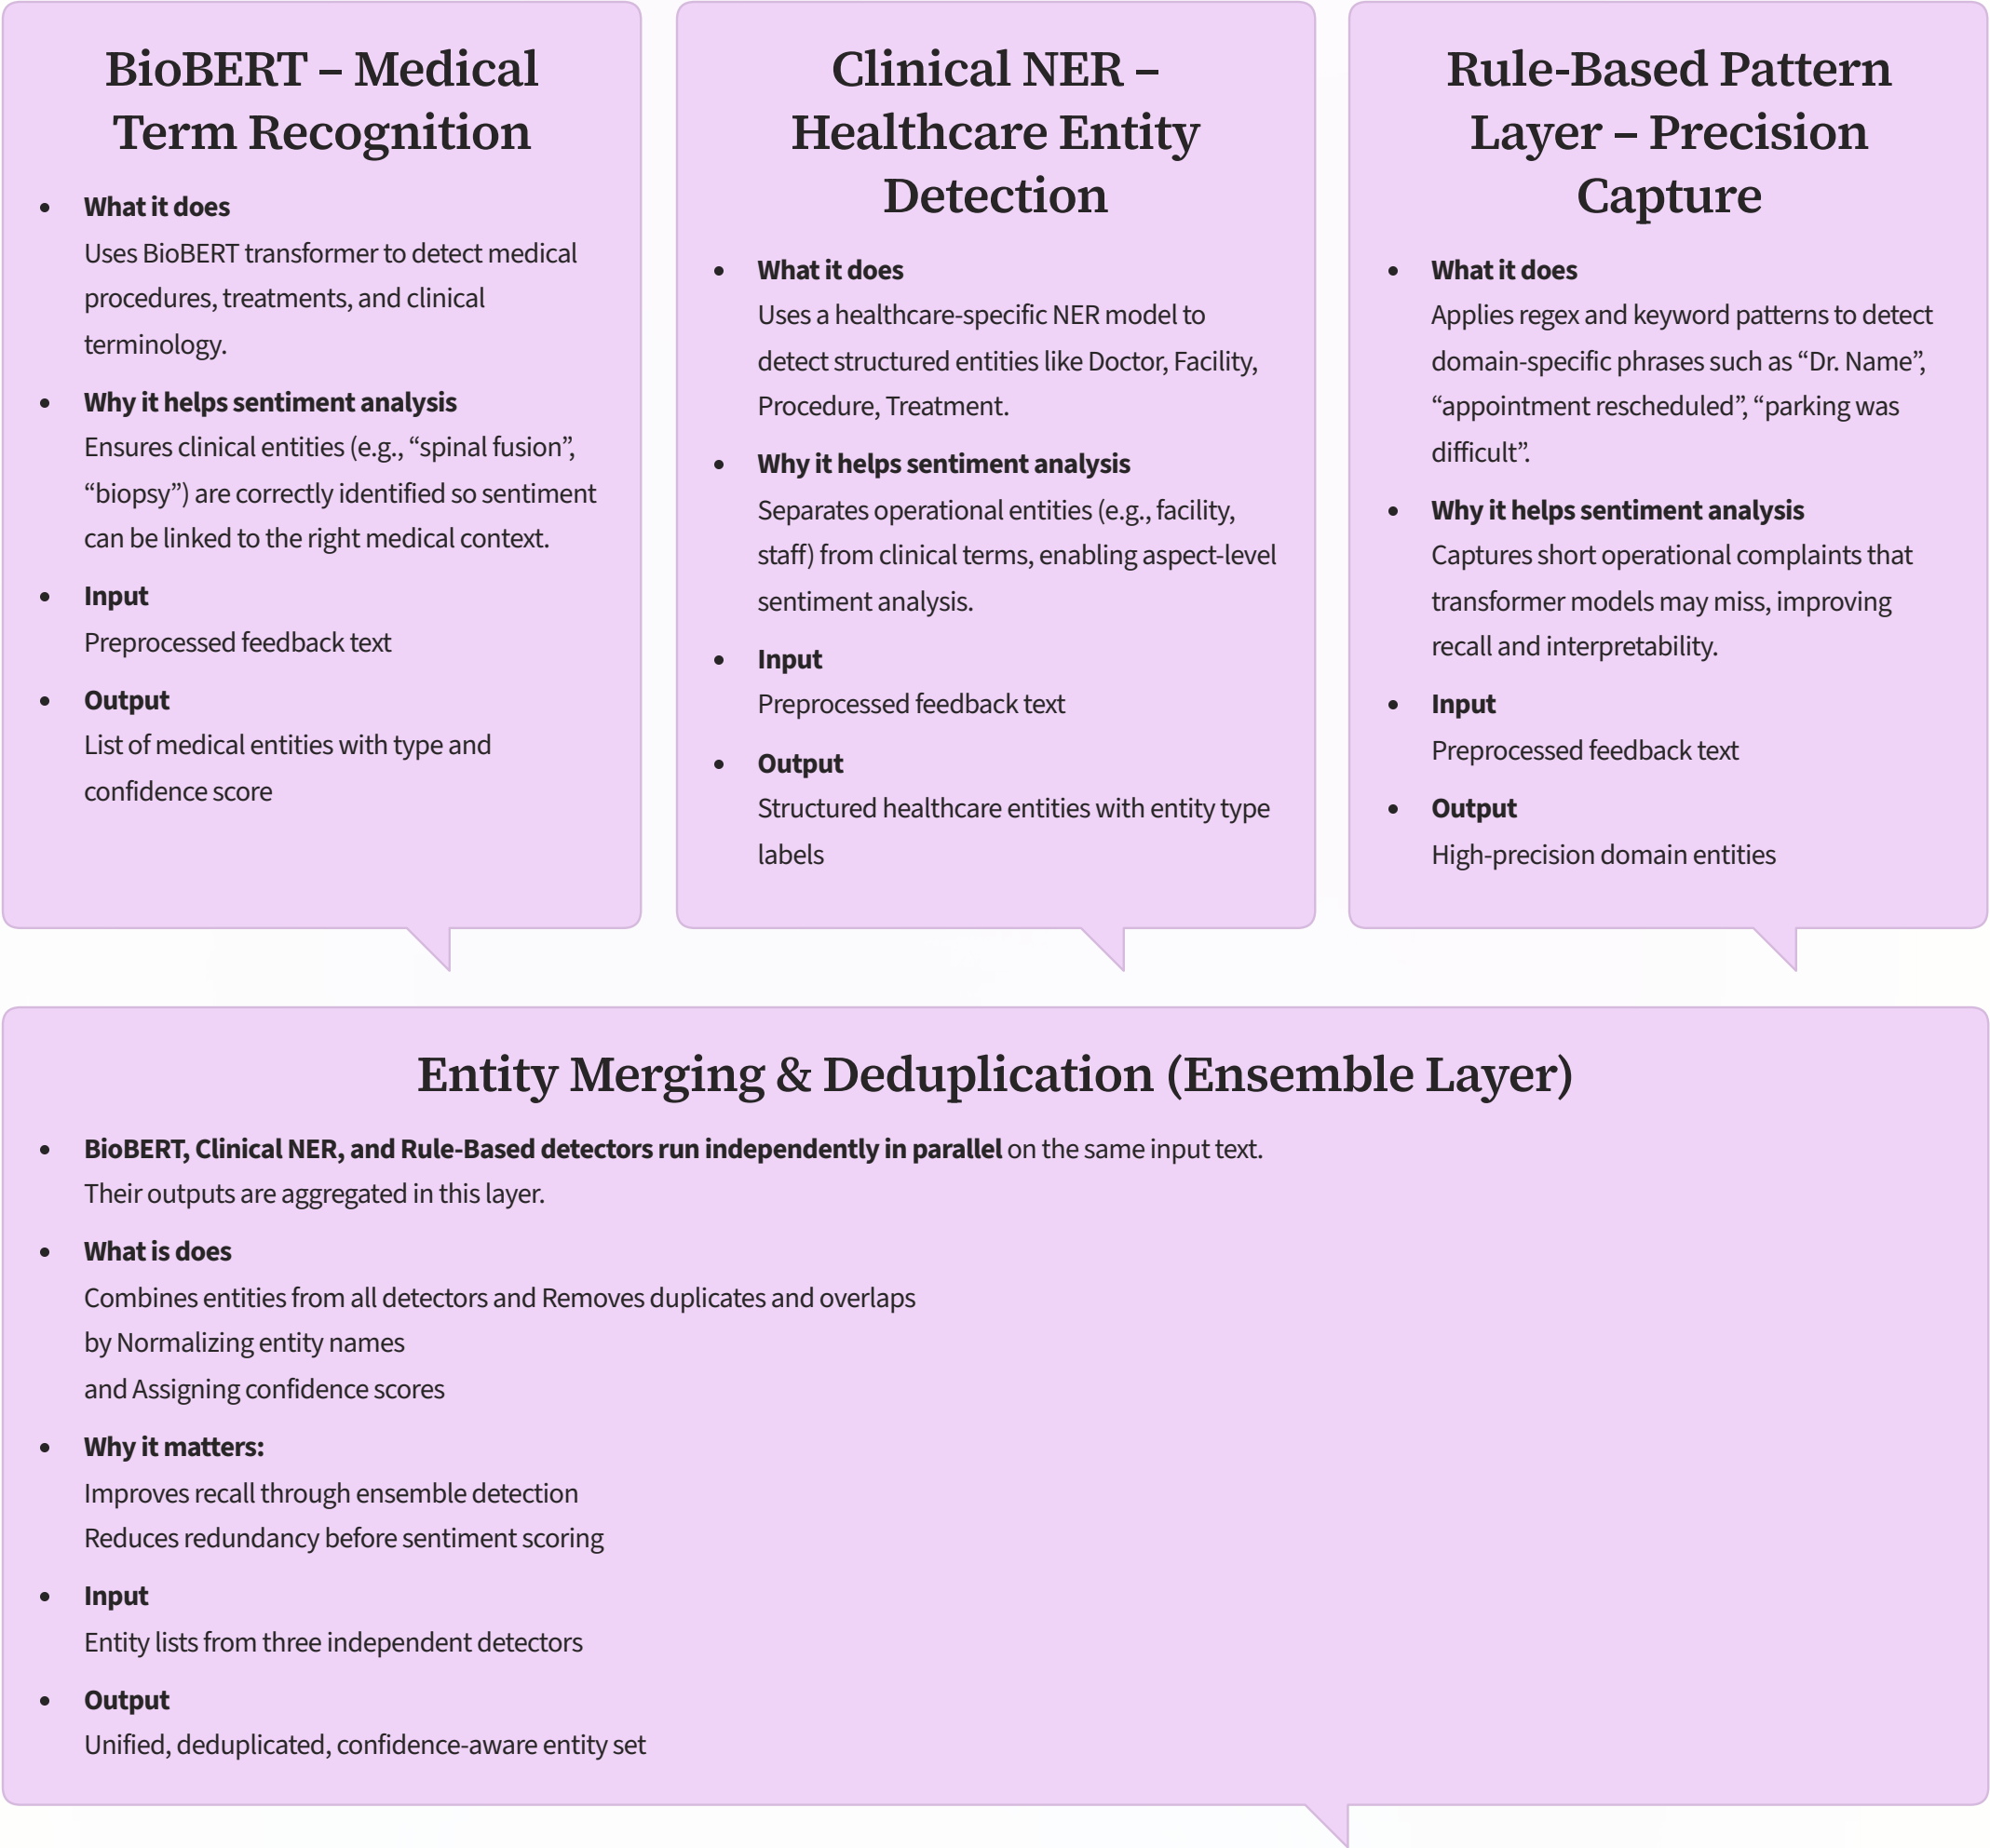 BioBERT – Medical
Term Recognition
• What it does
Uses BioBERT transformer to detect medical
procedures, treatments, and clinical
terminology.
• Why it helps sentiment analysis
Ensures clinical entities (e.g., “spinal fusion”,
“biopsy”) are correctly identified so sentiment
can be linked to the right medical context.
• Input
Preprocessed feedback text
• Output
List of medical entities with type and
confidence score
Clinical NER –
Healthcare Entity
Detection
• What it does
Uses a healthcare-specific NER model to
detect structured entities like Doctor, Facility,
Procedure, Treatment.
• Why it helps sentiment analysis
Separates operational entities (e.g., facility,
staff) from clinical terms, enabling aspect-level
sentiment analysis.
• Input
Preprocessed feedback text
• Output
Structured healthcare entities with entity type
labels
Rule-Based Pattern
Layer – Precision
Capture
• What it does
Applies regex and keyword patterns to detect
domain-specific phrases such as “Dr. Name”,
“appointment rescheduled”, “parking was
difficult”.
• Why it helps sentiment analysis
Captures short operational complaints that
transformer models may miss, improving
recall and interpretability.
• Input
Preprocessed feedback text
• Output
High-precision domain entities
Entity Merging & Deduplication (Ensemble Layer)
• BioBERT, Clinical NER, and Rule-Based detectors run independently in parallel on the same input text.
Their outputs are aggregated in this layer.
• What is does
Combines entities from all detectors and Removes duplicates and overlaps
by Normalizing entity names
and Assigning confidence scores
• Why it matters:
Improves recall through ensemble detection
Reduces redundancy before sentiment scoring
• Input
Entity lists from three independent detectors
• Output
Unified, deduplicated, confidence-aware entity set